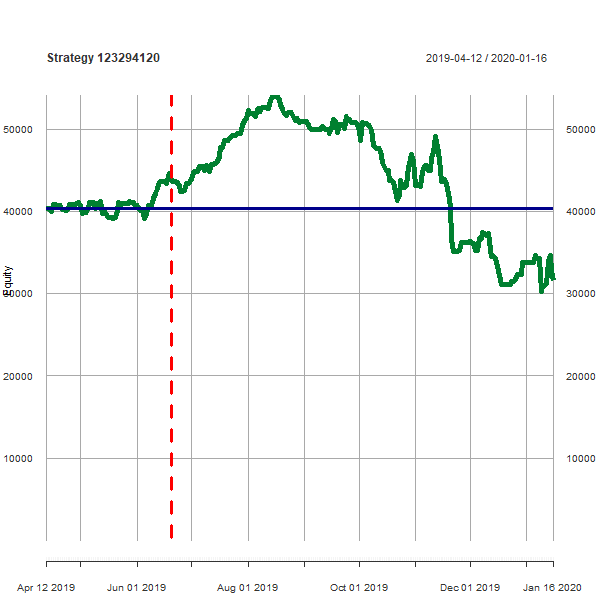 Strategy 123294120
2019-04-12 / 2020-01-16
50000
50000
40000
40000
Equity
30000
30000
20000
20000
10000
10000
Apr 12 2019
Jun 01 2019
Aug 01 2019
Oct 01 2019
Dec 01 2019
Jan 16 2020